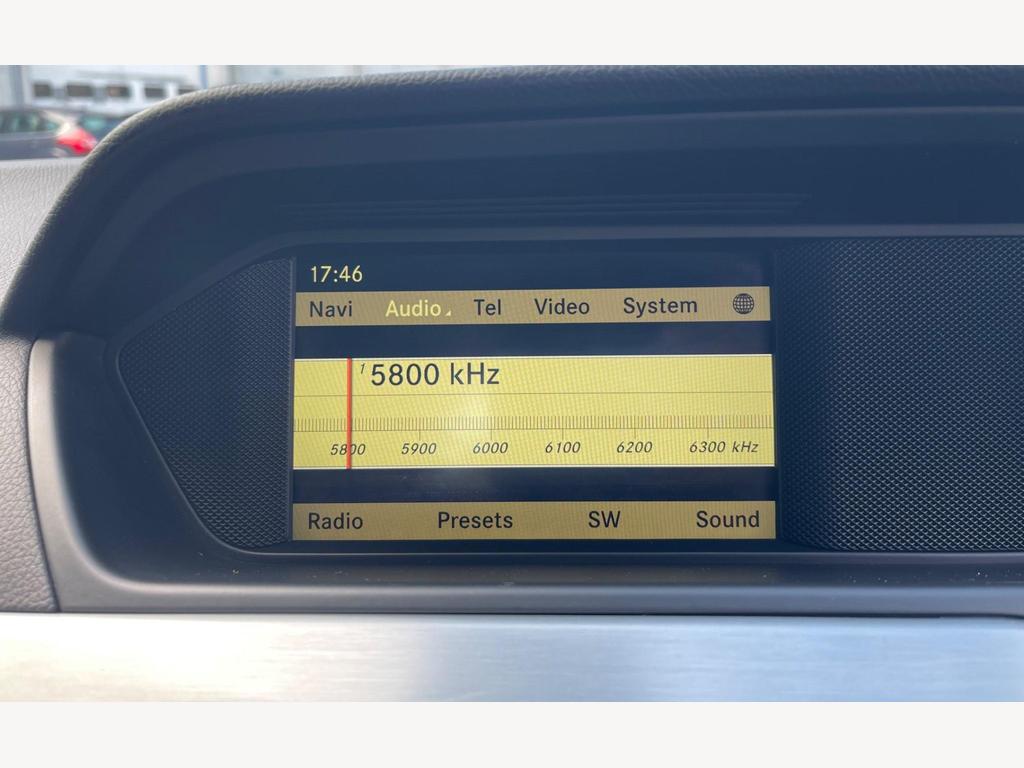 17:46
Navi Audio Tel Video System
1 5800 kHz
5800 5900 6000 6100 6200 6300 kHz
Radio Presets SW Sound